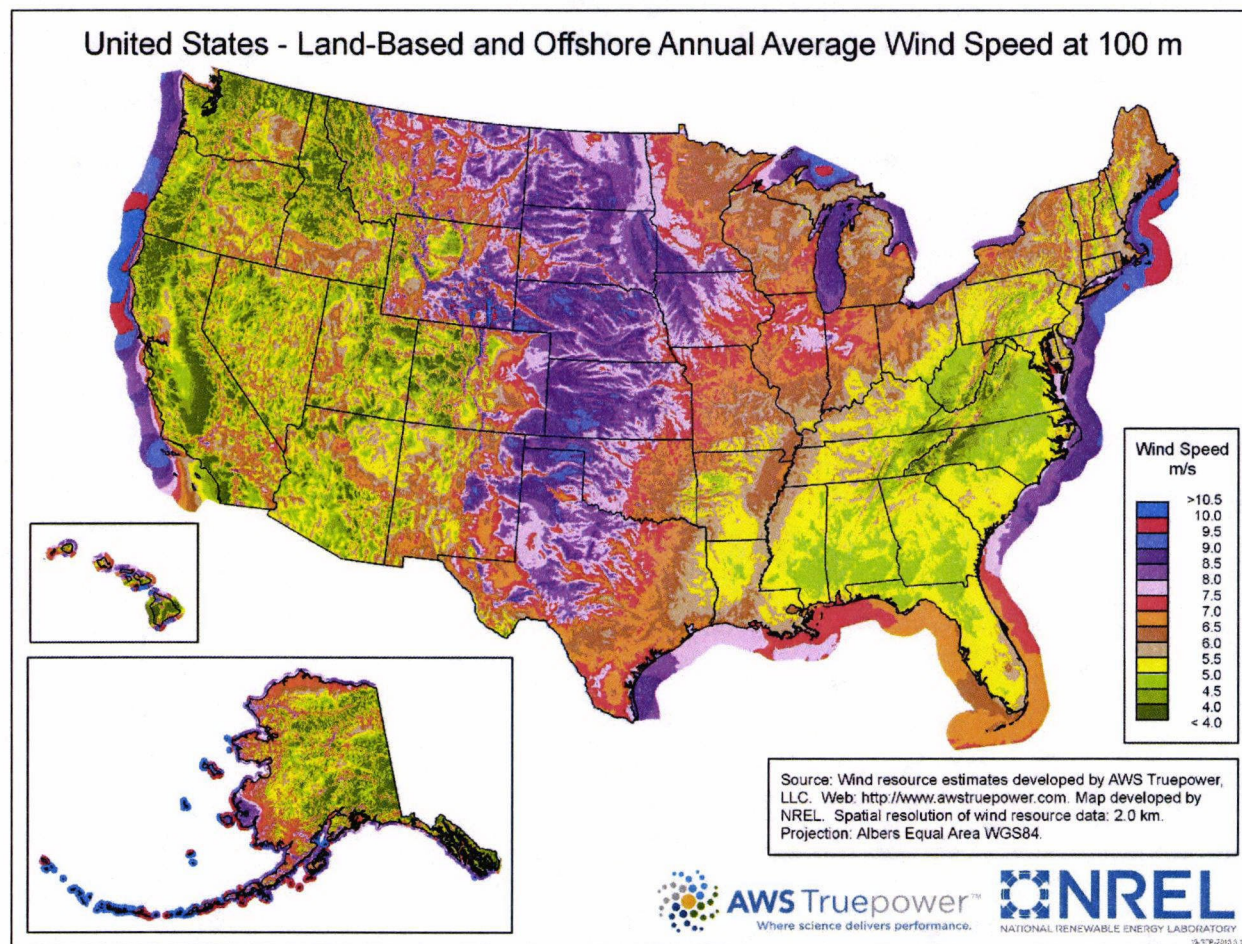 United States - Land-Based and Offshore Annual Average Wind Speed at 100 m
Wind Speed
m/s
>10.5
10.0
9.5
9.0
8.5
8.0
7.5
7.0
6.5
6.0
5.5
5.0
4.5
4.0
< 4.0
Source: Wind resource estimates developed by AWS Truepower,
LLC. Web: http://www.awstruepower.com. Map developed by
NREL. Spatial resolution of wind resource data: 2.0 km.
Projection: Albers Equal Area WGS84.
AWS Truepower™
Where science delivers performance.
NREL
NATIONAL RENEWABLE ENERGY LABORATORY